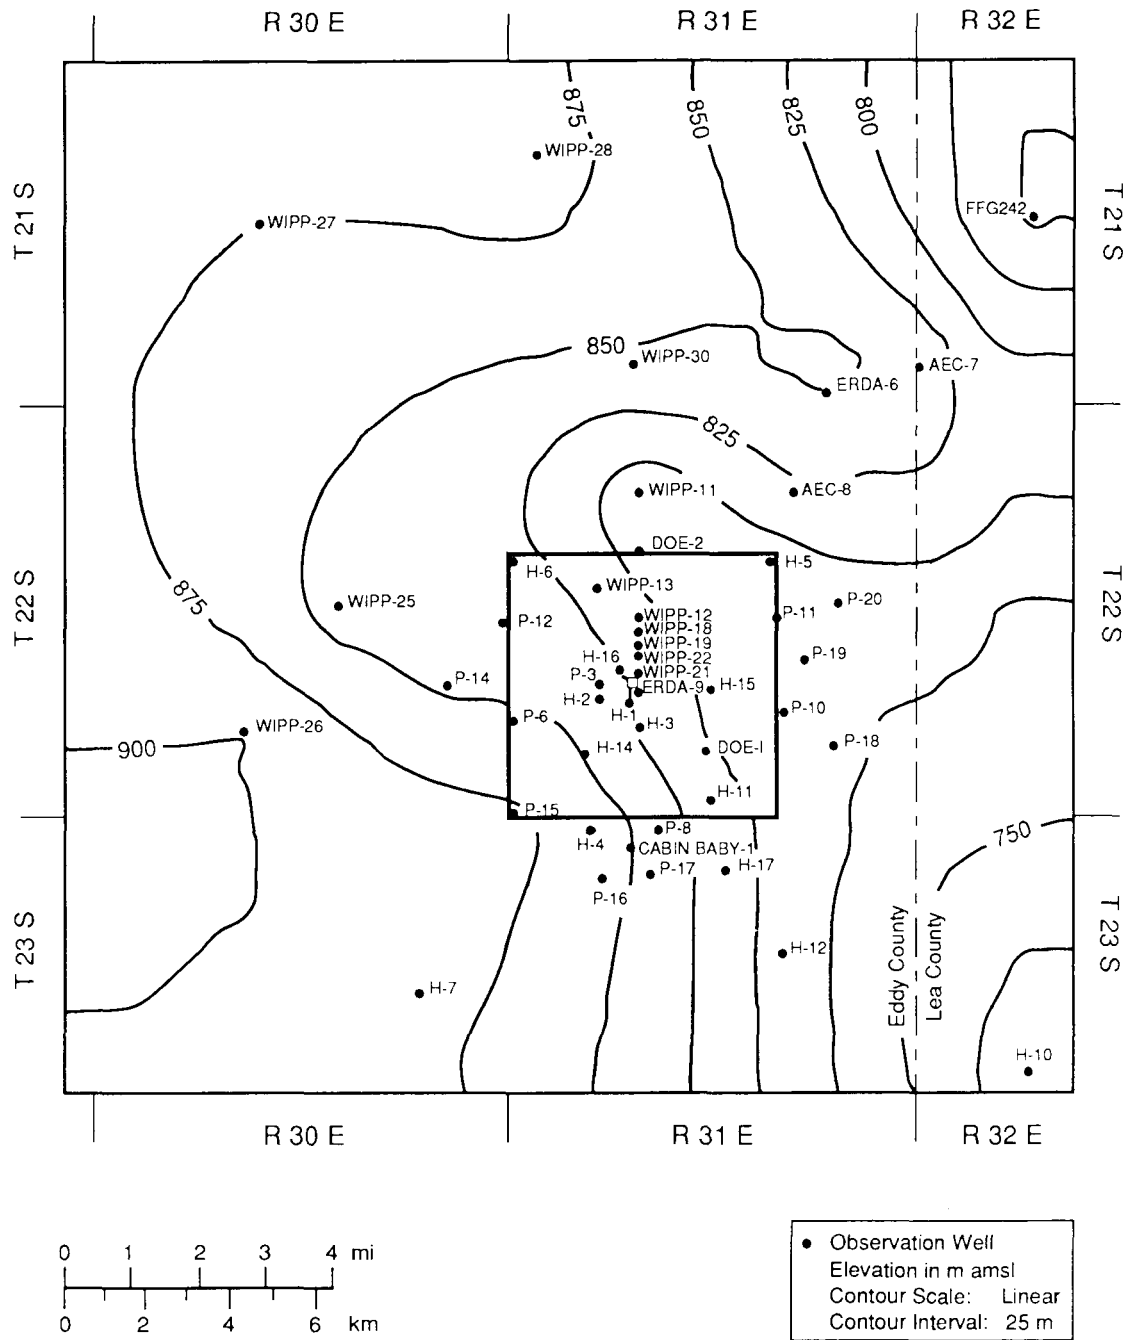 R 30 E
R 31 E
R 32 E
875
850
825
800
WIPP-28
T 21 S
T 21 S
FFG242
WIPP-27
850
WIPP-30
AEC-7
ERDA-6
825
WIPP-11
AEC-8
DOE-2
H-6
H-5
WIPP-13
875
T 22 S
T 22 S
WIPP-25
P-20
P-12
WIPP-12
P-11
WIPP-18
WIPP-19
H-16
WIPP-22
P-19
P-14
P-3
WIPP-21
ERDA-9
H-15
H-2
H-1
P-6
H-3
P-10
WIPP-26
900
H-14
DOE-I
P-18
H-11
P-15
H-4
P-8
750
CABIN BABY-1
P-17
H-17
P-16
T 23 S
T 23 S
Eddy County
Lea County
H-12
H-7
H-10
R 30 E
R 31 E
R 32 E
0 1 2 3 4 mi
0 2 4 6 km
Observation Well
Elevation in m amsl
Contour Scale: Linear
Contour Interval: 25 m